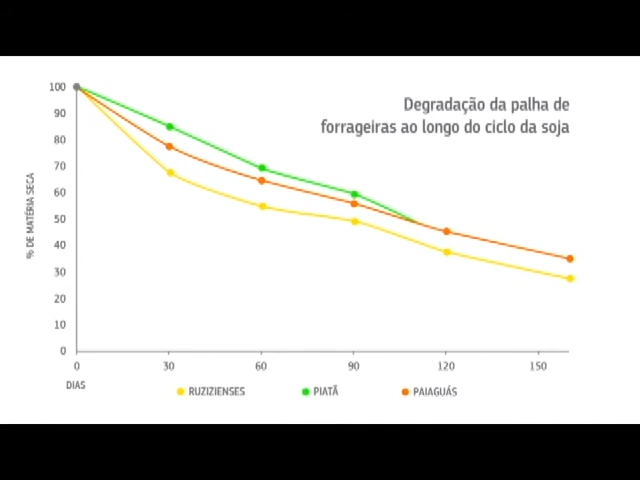 Degradação da palha de
forrageiras ao longo do ciclo da soja
% DE MATÉRIA SECA
100
90
80
70
60
50
40
30
20
10
0
0 30 60 90 120 150
DIAS
RUZIZIENSES PIATÃ PAIAGUÁS